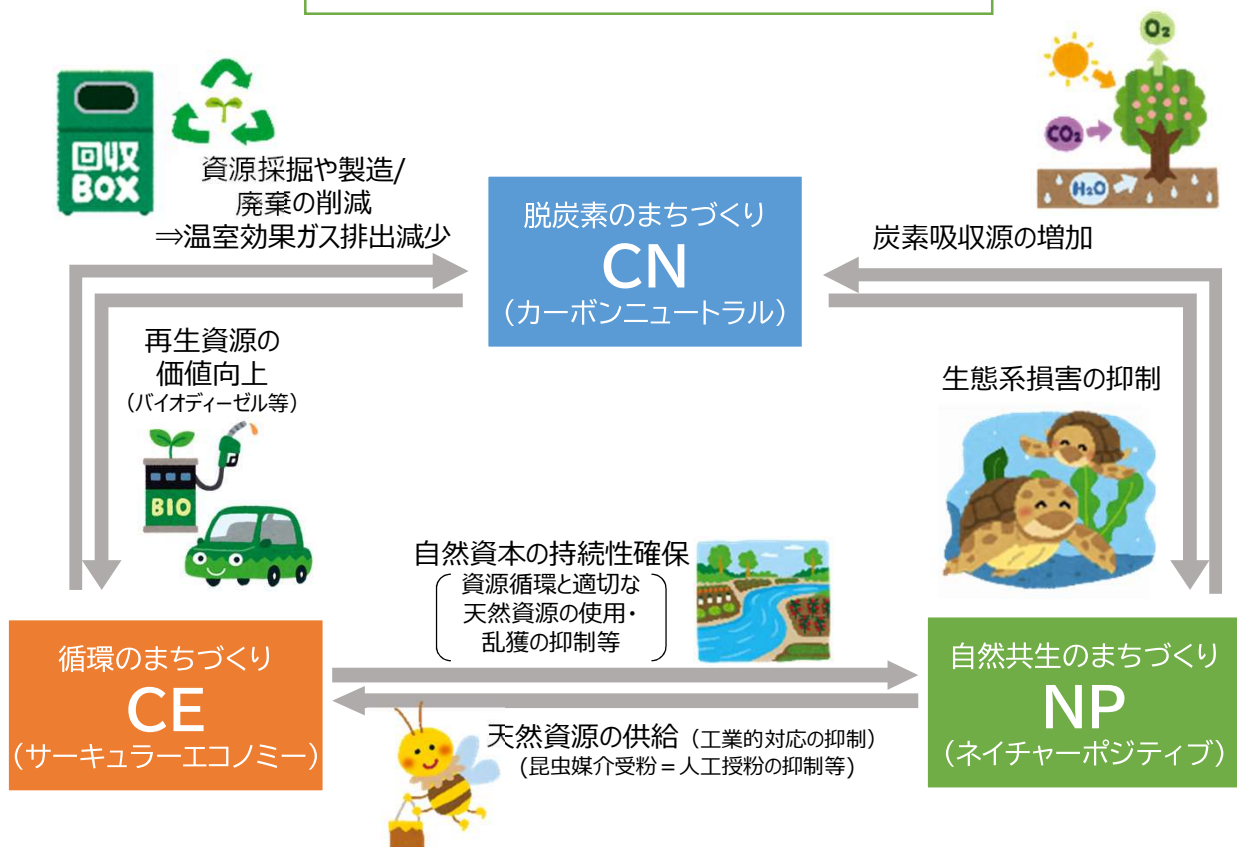 O₂
CO₂
H₂O
回収
BOX
資源採掘や製造/
廃棄の削減
⇒温室効果ガス排出減少
脱炭素のまちづくり
CN
（カーボンニュートラル）
炭素吸収源の増加
再生資源の
価値向上
（バイオディーゼル等）
BIO
生態系損害の抑制
自然資本の持続性確保
資源循環と適切な
天然資源の使用・
乱獲の抑制等
循環のまちづくり
CE
（サーキュラーエコノミー）
自然共生のまちづくり
NP
（ネイチャーポジティブ）
天然資源の供給（工業的対応の抑制）
(昆虫媒介受粉＝人工授粉の抑制等)